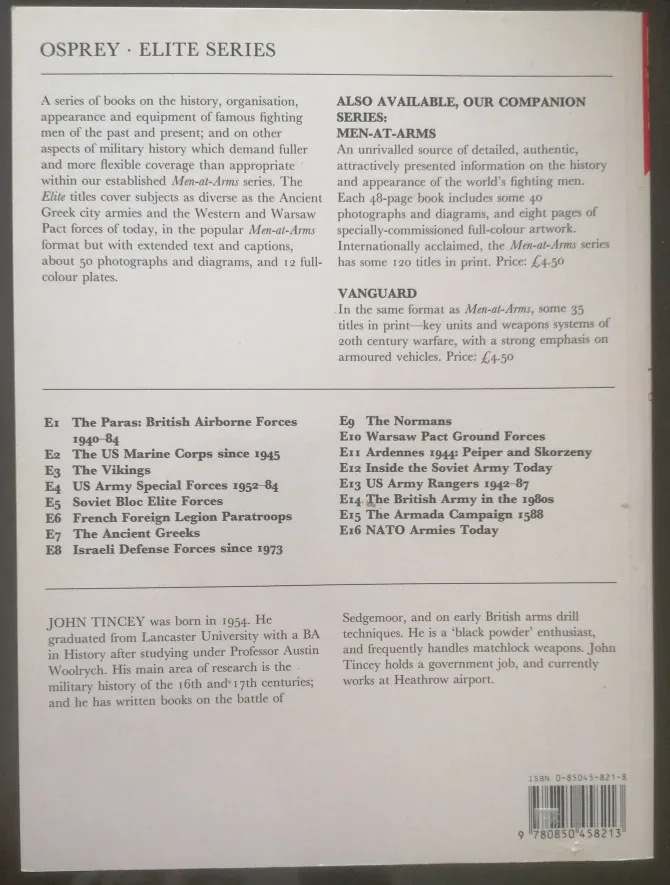 OSPREY · ELITE SERIES
A series of books on the history, organisation,
appearance and equipment of famous fighting
men of the past and present; and on other
aspects of military history which demand fuller
and more flexible coverage than appropriate
within our established Men-at-Arms series. The
Elite titles cover subjects as diverse as the Ancient
Greek city armies and the Western and Warsaw
Pact forces of today, in the popular Men-at-Arms
format but with extended text and captions,
about 50 photographs and diagrams, and 12 full-
colour plates.
ALSO AVAILABLE, OUR COMPANION
SERIES:
MEN-AT-ARMS
An unrivalled source of detailed, authentic,
attractively presented information on the history
and appearance of the world's fighting men.
Each 48-page book includes some 40
photographs and diagrams, and eight pages of
specially-commissioned full-colour artwork.
Internationally acclaimed, the Men-at-Arms series
has some 120 titles in print. Price: £4.50
VANGUARD
In the same format as Men-at-Arms, some 35
titles in print—key units and weapons systems of
20th century warfare, with a strong emphasis on
armoured vehicles. Price: £4.50
E1 The Paras: British Airborne Forces
1940–84
E2 The US Marine Corps since 1945
E3 The Vikings
E4 US Army Special Forces 1952–84
E5 Soviet Bloc Elite Forces
E6 French Foreign Legion Paratroops
E7 The Ancient Greeks
E8 Israeli Defense Forces since 1973
E9 The Normans
E10 Warsaw Pact Ground Forces
E11 Ardennes 1944: Peiper and Skorzeny
E12 Inside the Soviet Army Today
E13 US Army Rangers 1942–87
E14 The British Army in the 1980s
E15 The Armada Campaign 1588
E16 NATO Armies Today
JOHN TINCEY was born in 1954. He
graduated from Lancaster University with a BA
in History after studying under Professor Austin
Woolrych. His main area of research is the
military history of the 16th and 17th centuries;
and he has written books on the battle of
Sedgemoor, and on early British arms drill
techniques. He is a 'black powder' enthusiast,
and frequently handles matchlock weapons. John
Tincey holds a government job, and currently
works at Heathrow airport.
ISBN 0-85045-821-8
9 780850 458213